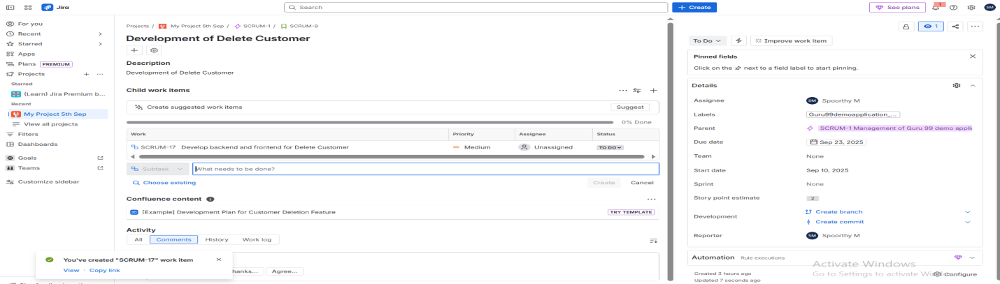 Jira
Search
+ Create
See plans
1
SM
For you
Recent
Starred
Apps
Plans PREMIUM
Projects
Starred
(Learn) Jira Premium b...
Recent
My Project 5th Sep
View all projects
Filters
Dashboards
Goals
Teams
Customize sidebar
Projects / My Project 5th Sep / SCRUM-1 / SCRUM-9
Development of Delete Customer
Description
Development of Delete Customer
Child work items
Create suggested work items Suggest
0% Done
Work Priority Assignee Status
SCRUM-17 Develop backend and frontend for Delete Customer Medium Unassigned TO DO
Subtask What needs to be done?
Choose existing Create Cancel
Confluence content
[Example] Development Plan for Customer Deletion Feature TRY TEMPLATE
Activity
All Comments History Work log
You've created "SCRUM-17" work item
View · Copy link
hanks... Agree...
1
To Do Improve work item
Pinned fields
Click on the next to a field label to start pinning.
Details
Assignee SM Spoorthy M
Labels Guru99demoapplication_...
Parent SCRUM-1 Management of Guru 99 demo appli
Due date Sep 23, 2025
Team None
Start date Sep 10, 2025
Sprint None
Story point estimate 2
Development Create branch
Create commit
Reporter SM Spoorthy M
Automation Rule executions
Created 3 hours ago Configure
Updated 7 seconds ago
Activate Windows
Go to Settings to activate Wi